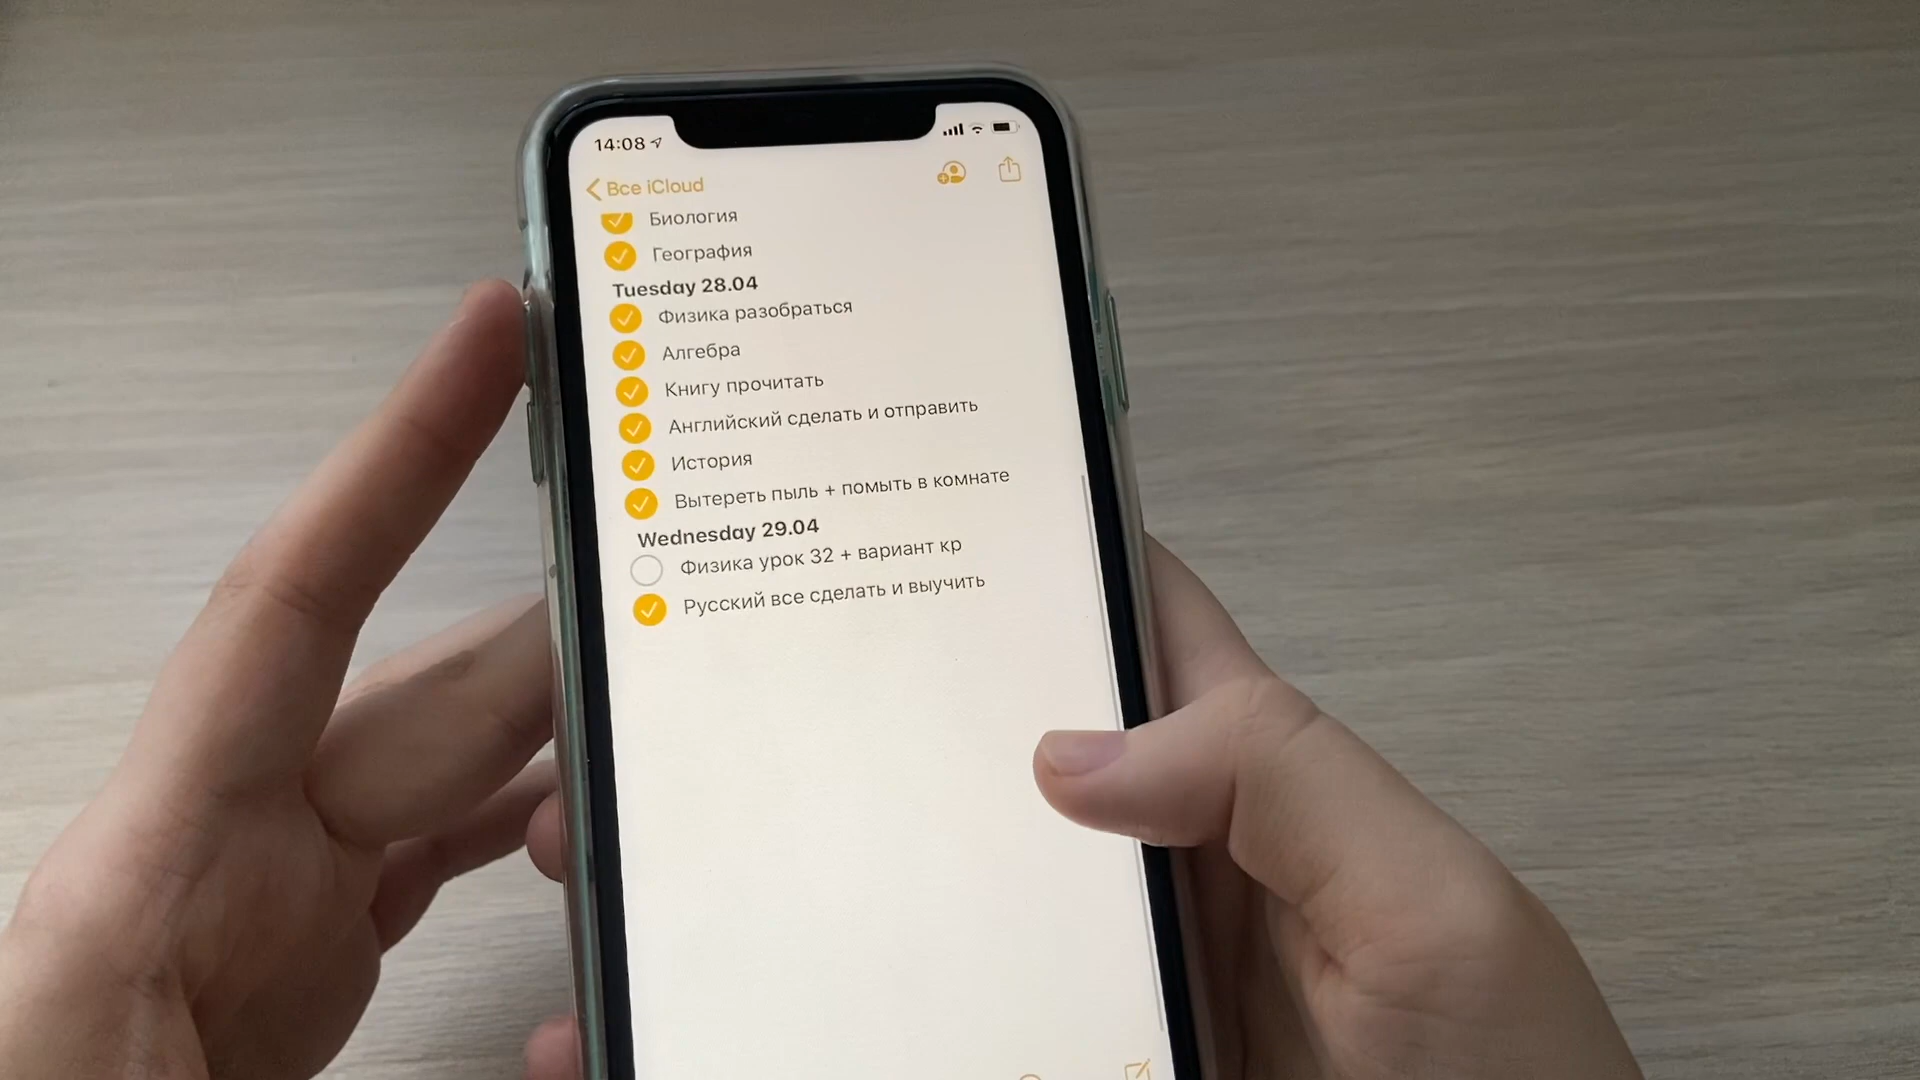 14:08
Все iCloud
Биология
География
Tuesday 28.04
Физика разобраться
Алгебра
Книгу прочитать
Английский сделать и отправить
История
Вытереть пыль + помыть в комнате
Wednesday 29.04
Физика урок 32 + вариант кр
Русский все сделать и выучить